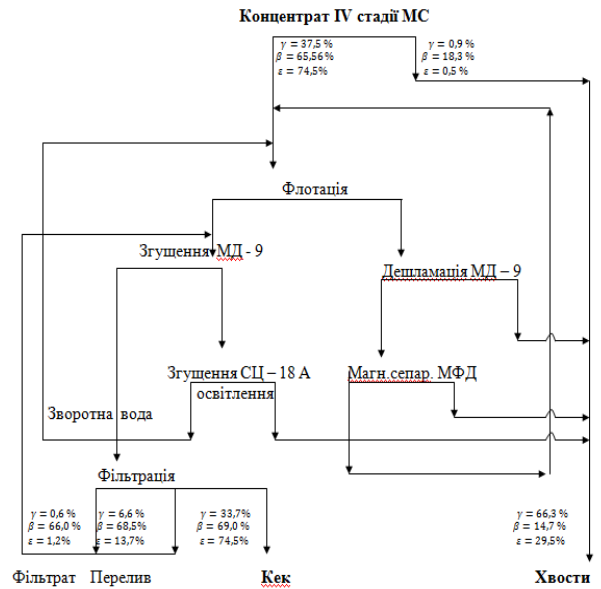 Концентрат IV стадії МС
γ = 37,5 %
β = 65,56%
ε = 74,5%
γ = 0,9 %
β = 18,3 %
ε = 0,5 %
Флотація
Згущення МД - 9
Дешламація МД – 9
Згущення СЦ – 18 А
освітлення
Магн.сепар. МФД
Зворотна вода
Фільтрація
γ = 0,6 %
β = 66,0 %
ε = 1,2%
γ = 6,6 %
β = 68,5%
ε = 13,7%
γ = 33,7%
β = 69,0 %
ε = 74,5%
γ = 66,3 %
β = 14,7 %
ε = 29,5%
Фільтрат Перелив Кек Хвости